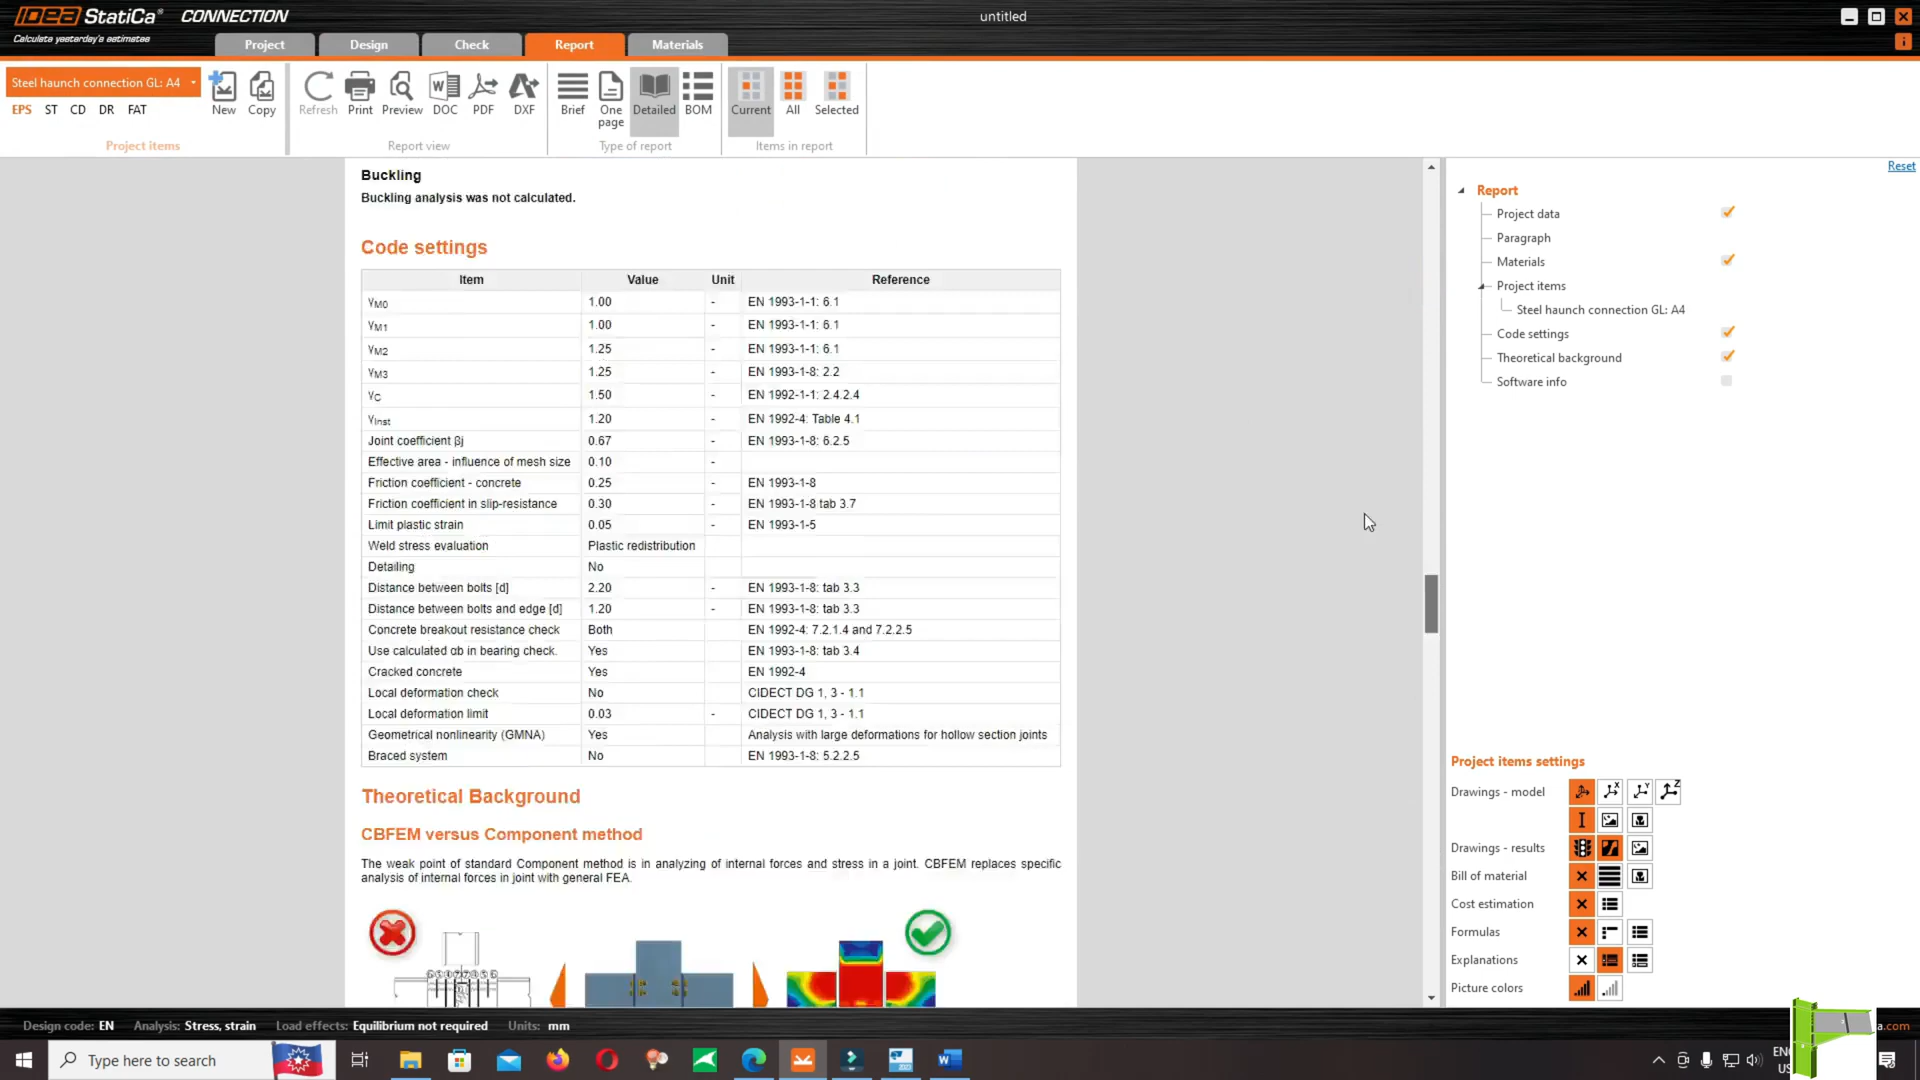 IDEA StatiCa® CONNECTION
Calculate yesterday's estimates
untitled
Project Design Check Report Materials
Steel haunch connection GL: A4
EPS ST CD DR FAT
New Copy
Project items
Refresh Print Preview DOC PDF DXF
Report view
Brief One page Detailed BOM
Type of report
Current All Selected
Items in report
Reset
Buckling
Buckling analysis was not calculated.
Code settings
Item Value Unit Reference
γM0 1.00 - EN 1993-1-1: 6.1
γM1 1.00 - EN 1993-1-1: 6.1
γM2 1.25 - EN 1993-1-1: 6.1
γM3 1.25 - EN 1993-1-8: 2.2
γC 1.50 - EN 1992-1-1: 2.4.2.4
γInst 1.20 - EN 1992-4: Table 4.1
Joint coefficient βj 0.67 - EN 1993-1-8: 6.2.5
Effective area - influence of mesh size 0.10 -
Friction coefficient - concrete 0.25 - EN 1993-1-8
Friction coefficient in slip-resistance 0.30 - EN 1993-1-8 tab 3.7
Limit plastic strain 0.05 - EN 1993-1-5
Weld stress evaluation Plastic redistribution
Detailing No
Distance between bolts [d] 2.20 - EN 1993-1-8: tab 3.3
Distance between bolts and edge [d] 1.20 - EN 1993-1-8: tab 3.3
Concrete breakout resistance check Both EN 1992-4: 7.2.1.4 and 7.2.2.5
Use calculated αb in bearing check. Yes EN 1993-1-8: tab 3.4
Cracked concrete Yes EN 1992-4
Local deformation check No CIDECT DG 1, 3 - 1.1
Local deformation limit 0.03 - CIDECT DG 1, 3 - 1.1
Geometrical nonlinearity (GMNA) Yes Analysis with large deformations for hollow section joints
Braced system No EN 1993-1-8: 5.2.2.5
Theoretical Background
CBFEM versus Component method
The weak point of standard Component method is in analyzing of internal forces and stress in a joint. CBFEM replaces specific
analysis of internal forces in joint with general FEA.
Report
Project data
Paragraph
Materials
Project items
Steel haunch connection GL: A4
Code settings
Theoretical background
Software info
Project items settings
Drawings - model
Drawings - results
Bill of material
Cost estimation
Formulas
Explanations
Picture colors
Design code: EN Analysis: Stress, strain Load effects: Equilibrium not required Units: mm
a.com
Type here to search